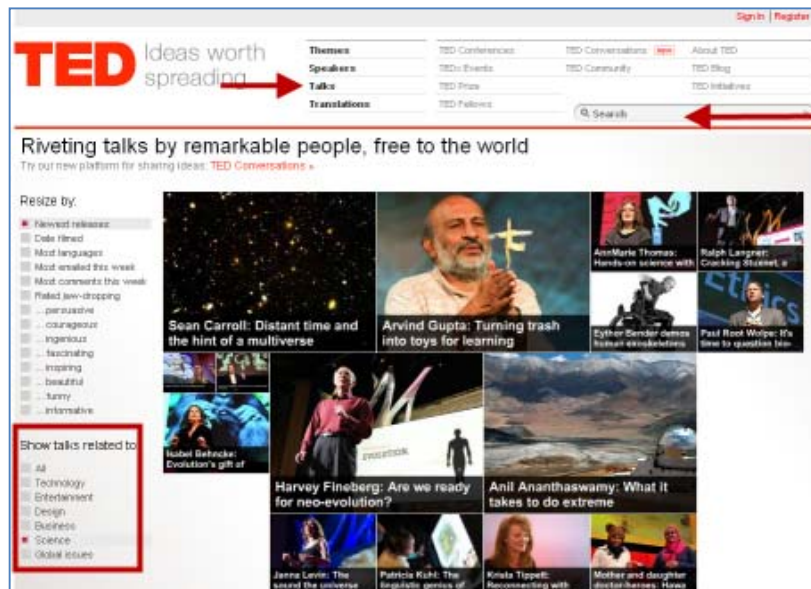 Sign In | Register
TED Ideas worth spreading
Themes
Speakers
Talks
Translations
TED Conferences
TEDx Events
TED Prize
TED Fellows
TED Conversations
TED Community
About TED
TED Blog
TED Initiatives
Search
Riveting talks by remarkable people, free to the world
Try our new platform for sharing ideas: TED Conversations »
Resize by:
Newest releases
Date filmed
Most languages
Most emailed this week
Most comments this week
Rated jaw-dropping
... persuasive
... courageous
... ingenious
... fascinating
... inspiring
... beautiful
... funny
... informative
Show talks related to
All
Technology
Entertainment
Design
Business
Science
Global issues
Sean Carroll: Distant time and
the hint of a multiverse
Arvind Gupta: Turning trash
into toys for learning
AnnMarie Thomas:
Hands-on science with
Ralph Langner:
Cracking Stuxnet, a
Eythor Bender demos
human exoskeletons
Ethics
Paul Root Wolpe: It's
time to question bio-
Isabel Behncke:
Evolution's gift of
Harvey Fineberg: Are we ready
for neo-evolution?
Anil Ananthaswamy: What it
takes to do extreme
Janna Levin: The
sound the universe
Patricia Kuhl: The
linguistic genius of
Krista Tippett:
Reconnecting with
Mother and daughter
doctor-heroes: Hawa